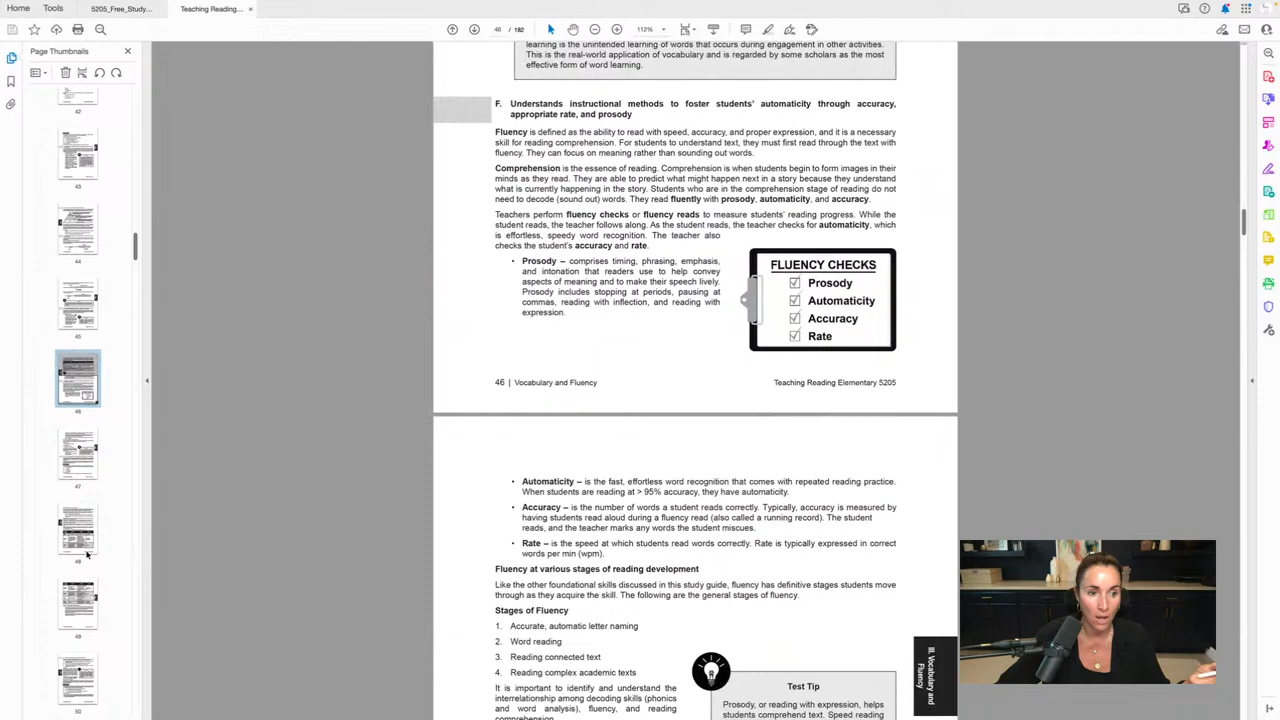 Home
Tools
5205_Free_Study...
Teaching Reading...
×
46 / 182
112%
Page Thumbnails
42
43
44
45
46
47
48
49
50
learning is the unintended learning of words that occurs during engagement in other activities.
This is the real-world application of vocabulary and is regarded by some scholars as the most
effective form of word learning.
F. Understands instructional methods to foster students' automaticity through accuracy,
appropriate rate, and prosody
Fluency is defined as the ability to read with speed, accuracy, and proper expression, and it is a necessary
skill for reading comprehension. For students to understand text, they must first read through the text with
fluency. They can focus on meaning rather than sounding out words.
Comprehension is the essence of reading. Comprehension is when students begin to form images in their
minds as they read. They are able to predict what might happen next in a story because they understand
what is currently happening in the story. Students who are in the comprehension stage of reading do not
need to decode (sound out) words. They read fluently with prosody, automaticity, and accuracy.
Teachers perform fluency checks or fluency reads to measure students' reading progress. While the
student reads, the teacher follows along. As the student reads, the teacher checks for automaticity, which
is effortless, speedy word recognition. The teacher also
checks the student's accuracy and rate.
• Prosody – comprises timing, phrasing, emphasis,
and intonation that readers use to help convey
aspects of meaning and to make their speech lively.
Prosody includes stopping at periods, pausing at
commas, reading with inflection, and reading with
expression.
FLUENCY CHECKS
Prosody
Automaticity
Accuracy
Rate
46 | Vocabulary and Fluency
Teaching Reading Elementary 5205
• Automaticity – is the fast, effortless word recognition that comes with repeated reading practice.
When students are reading at > 95% accuracy, they have automaticity.
• Accuracy – is the number of words a student reads correctly. Typically, accuracy is measured by
having students read aloud during a fluency read (also called a running record). The student
reads, and the teacher marks any words the student miscues.
• Rate – is the speed at which students read words correctly. Rate is typically expressed in correct
words per min (wpm).
Fluency at various stages of reading development
Like the other foundational skills discussed in this study guide, fluency has definitive stages students move
through as they acquire the skill. The following are the general stages of fluency.
Stages of Fluency
1. Accurate, automatic letter naming
2. Word reading
3. Reading connected text
4. Reading complex academic texts
It is important to identify and understand the
interrelationship among decoding skills (phonics
and word analysis), fluency, and reading
comprehension.
Test Tip
Prosody, or reading with expression, helps
students comprehend text. Speed reading
III. Vocabulary and
Fluency